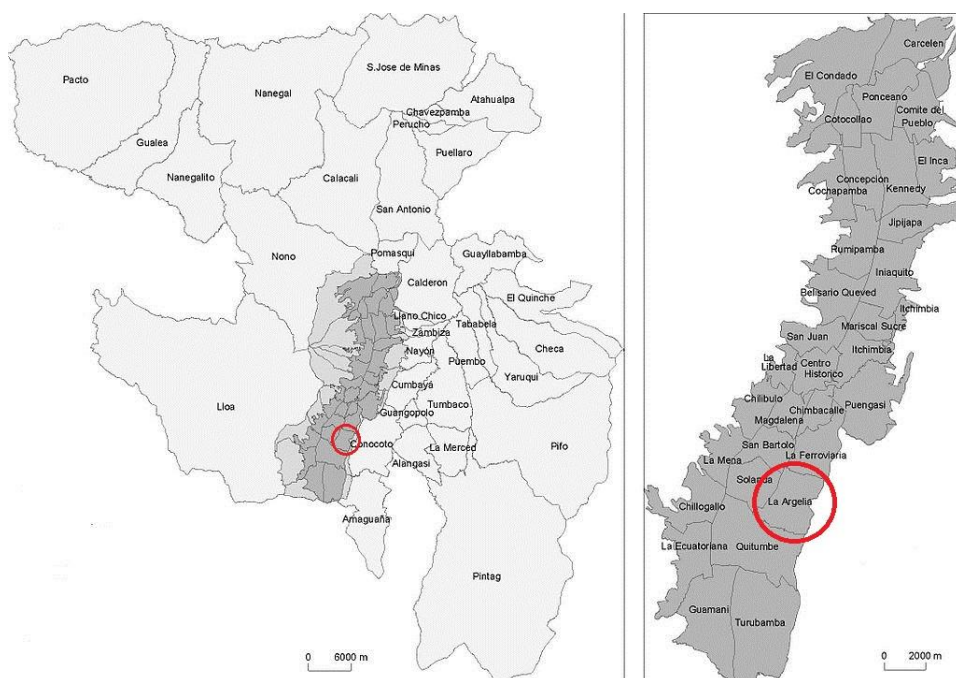 Pacto
Gualea
Nanegalito
Nanegal
S.Jose de Minas
Atahualpa
Chavezpamba
Perucho
Puellaro
Calacali
San Antonio
Nono
Pomasqui
Calderon
Guayllabamba
El Quinche
Llano Chico
Tababela
Zambiza
Checa
Nayón
Puembo
Yaruqui
Cumbayá
Lloa
Guangopolo
Tumbaco
Conocoto
La Merced
Pifo
Alangasi
Amaguaña
Pintag
0 6000 m
Carcelen
El Condado
Ponceano
Comite del
Pueblo
Cotocollao
El Inca
Concepción
Cochapamba
Kennedy
Jipijapa
Rumipamba
Iniaquito
Belisario Queved
Itchimbia
Mariscal Sucre
San Juan
Itchimbia
La
Libertad
Centro
Historico
Chilibulo
Puengasi
Chimbacalle
Magdalena
San Bartolo
La Ferroviaria
La Mena
Solanda
La Argelia
Chillogallo
La Ecuatoriana
Quitumbe
Guamani
Turubamba
0 2000 m